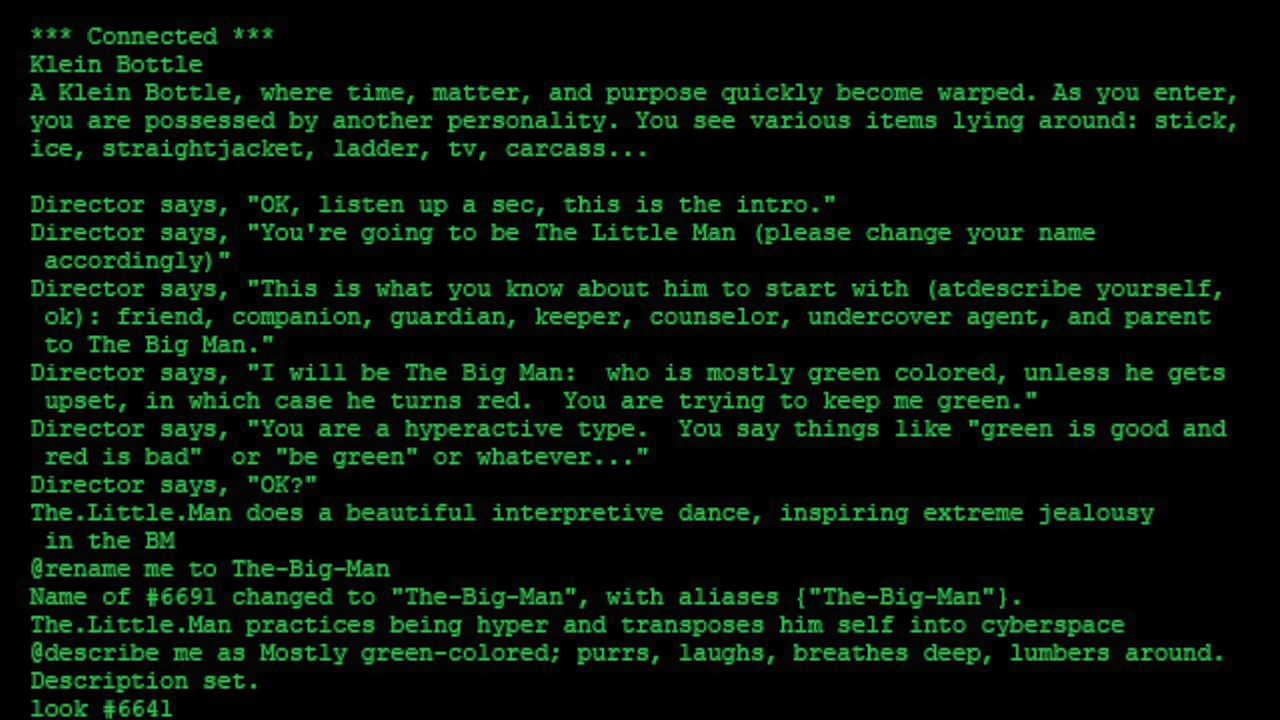 *** Connected ***
Klein Bottle
A Klein Bottle, where time, matter, and purpose quickly become warped. As you enter,
you are possessed by another personality. You see various items lying around: stick,
ice, straightjacket, ladder, tv, carcass...
Director says, "OK, listen up a sec, this is the intro."
Director says, "You're going to be The Little Man (please change your name
accordingly)"
Director says, "This is what you know about him to start with (atdescribe yourself,
ok): friend, companion, guardian, keeper, counselor, undercover agent, and parent
to The Big Man."
Director says, "I will be The Big Man:  who is mostly green colored, unless he gets
upset, in which case he turns red.  You are trying to keep me green."
Director says, "You are a hyperactive type.  You say things like "green is good and
red is bad"  or "be green" or whatever..."
Director says, "OK?"
The.Little.Man does a beautiful interpretive dance, inspiring extreme jealousy
in the BM
@rename me to The-Big-Man
Name of #6691 changed to "The-Big-Man", with aliases {"The-Big-Man"}.
The.Little.Man practices being hyper and transposes him self into cyberspace
@describe me as Mostly green-colored; purrs, laughs, breathes deep, lumbers around.
Description set.
look #6641